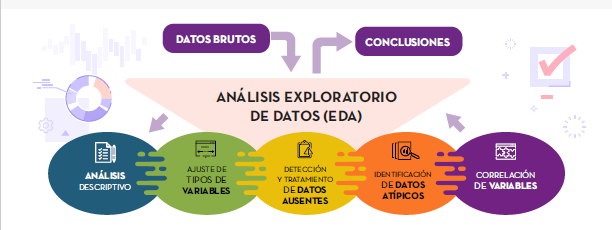 DATOS BRUTOS
CONCLUSIONES
ANÁLISIS EXPLORATORIO
DE DATOS (EDA)
ANÁLISIS
DESCRIPTIVO
AJUSTE DE
TIPOS DE
VARIABLES
DETECCIÓN
Y TRATAMIENTO
DE DATOS
AUSENTES
IDENTIFICACIÓN
DE DATOS
ATÍPICOS
CORRELACIÓN
DE VARIABLES